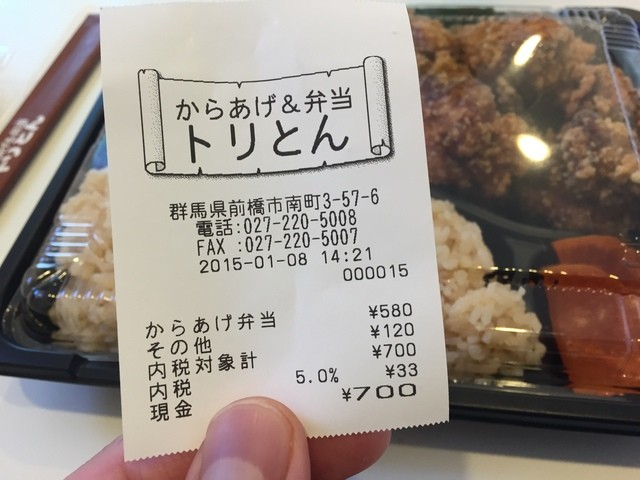 からあげ&弁当
トリとん
群馬県前橋市南町3-57-6
電話:027-220-5008
FAX :027-220-5007
2015-01-08 14:21
000015
からあげ弁当 ¥580
その他 ¥120
内税対象計 ¥700
内税 5.0% ¥33
現金 ¥700